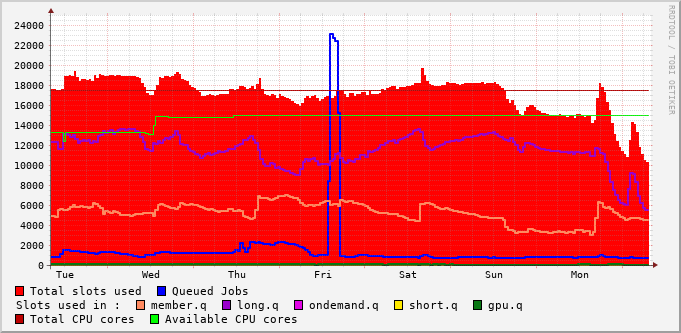 24000
22000
20000
18000
16000
14000
12000
10000
8000
6000
4000
2000
0
Tue Wed Thu Fri Sat Sun Mon
Total slots used Queued Jobs
Slots used in : member.q long.q ondemand.q short.q gpu.q
Total CPU cores Available CPU cores
RRDTOOL / TOBI OETIKER